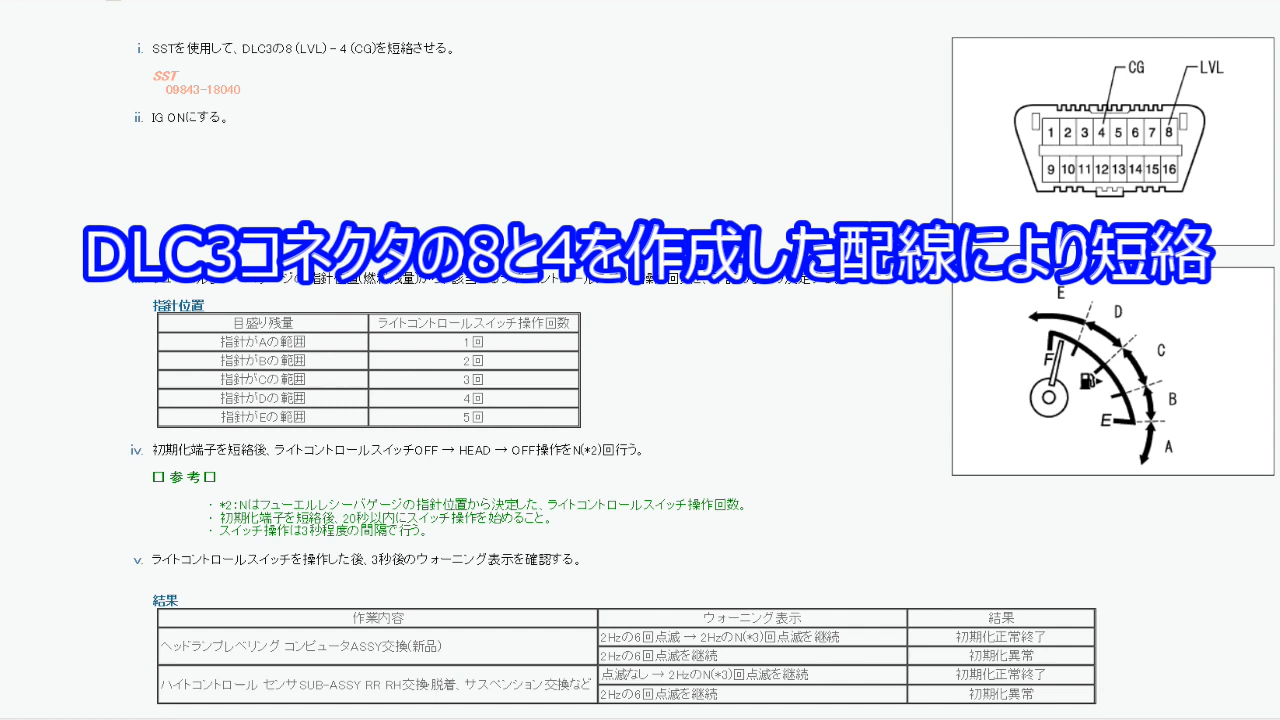 i. SSTを使用して、DLC3の8(LVL)-4(CG)を短絡させる。
SST
09843-18040
ii. IG ONにする。
CG
LVL
1 2 3 4 5 6 7 8
9 10 11 12 13 14 15 16
DLC3コネクタの8と4を作成した配線により短絡
指針位置
目盛り残量 ライトコントロールスイッチ操作回数
指針がAの範囲 1回
指針がBの範囲 2回
指針がCの範囲 3回
指針がDの範囲 4回
指針がEの範囲 5回
E
D
C
B
A
F
E
iv. 初期化端子を短絡後、ライトコントロールスイッチOFF → HEAD → OFF操作をN(*2)回行う。
□ 参考 □
・ *2：Nはフューエルレシーバゲージの指針位置から決定した、ライトコントロールスイッチ操作回数。
・ 初期化端子を短絡後、20秒以内にスイッチ操作を始めること。
・ スイッチ操作は3秒程度の間隔で行う。
v. ライトコントロールスイッチを操作した後、3秒後のウォーニング表示を確認する。
結果
作業内容 ウォーニング表示 結果
ヘッドランプレベリング コンピュータASSY交換(新品) 2Hzの6回点滅 → 2HzのN(*3)回点滅を継続 初期化正常終了
2Hzの6回点滅を継続 初期化異常
ハイトコントロール センサSUB-ASSY RR RH交換・脱着、サスペンション交換など 点滅なし → 2HzのN(*3)回点滅を継続 初期化正常終了
2Hzの6回点滅を継続 初期化異常